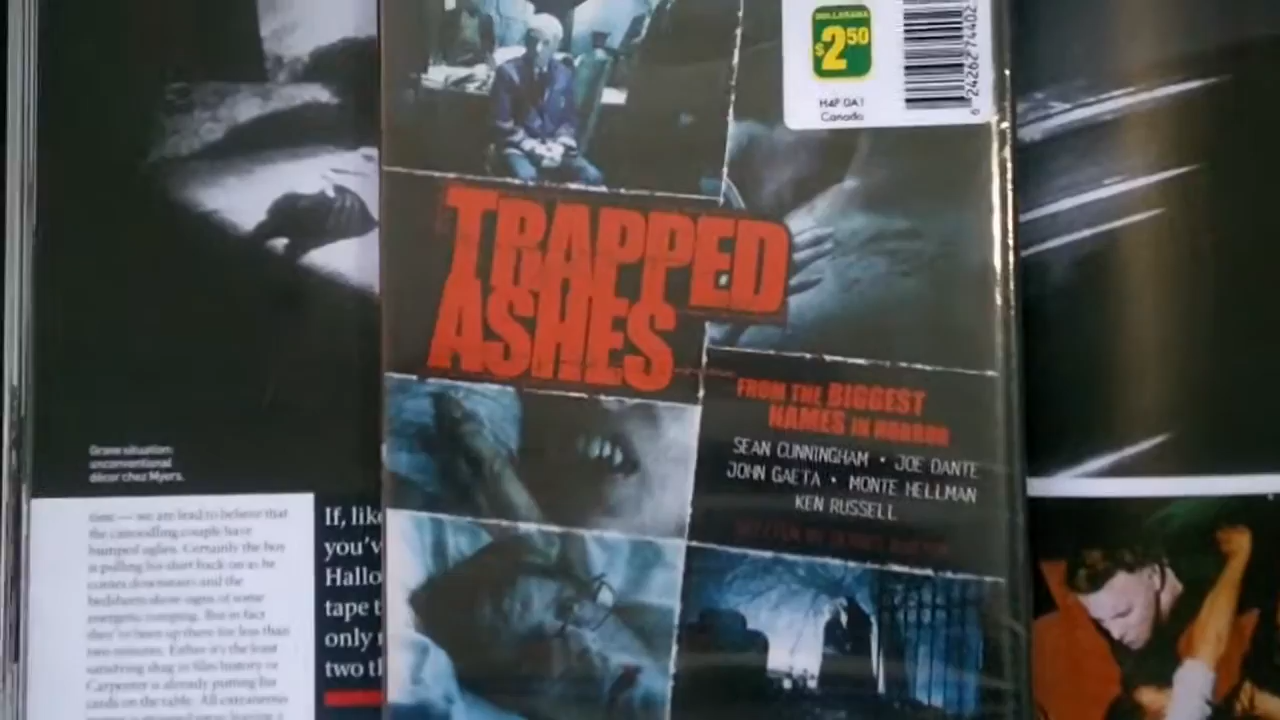 DOLLARAMA
$2.50
H4P 0A1
Canada
TRAPPED
ASHES
FROM THE BIGGEST
NAMES IN HORROR
SEAN CUNNINGHAM • JOE DANTE
JOHN GAETA • MONTE HELLMAN
KEN RUSSELL
Grave situation:
unconventional
décor chez Myers.
time — we are lead to believe that
the canoodling couple have
bumped uglies. Certainly the boy
is pulling his shirt back on as he
comes downstairs and the
bedsheets show signs of some
energetic romping. But in fact
they've been up there for less than
two minutes. Either it's the least
satisfying shag in film history or
Carpenter is already putting his
cards on the table. All extraneous
If, lik
you'v
Hallo
tape t
only
two tl